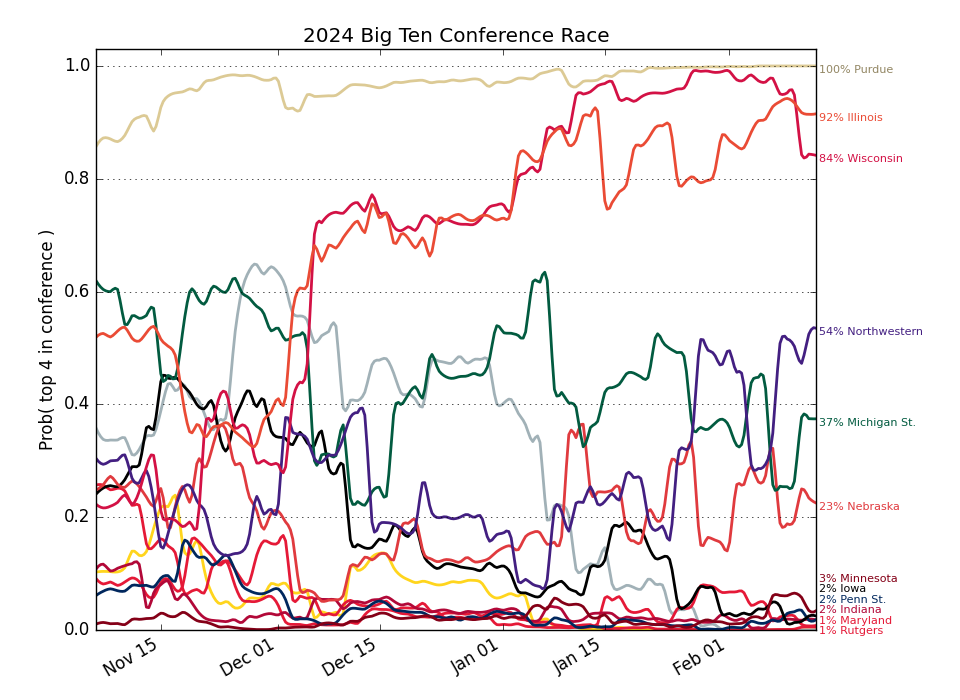 2024 Big Ten Conference Race
Prob( top 4 in conference )
1.0
0.8
0.6
0.4
0.2
0.0
Nov 15
Dec 01
Dec 15
Jan 01
Jan 15
Feb 01
100% Purdue
92% Illinois
84% Wisconsin
54% Northwestern
37% Michigan St.
23% Nebraska
3% Minnesota
2% Iowa
2% Penn St.
2% Indiana
1% Maryland
1% Rutgers